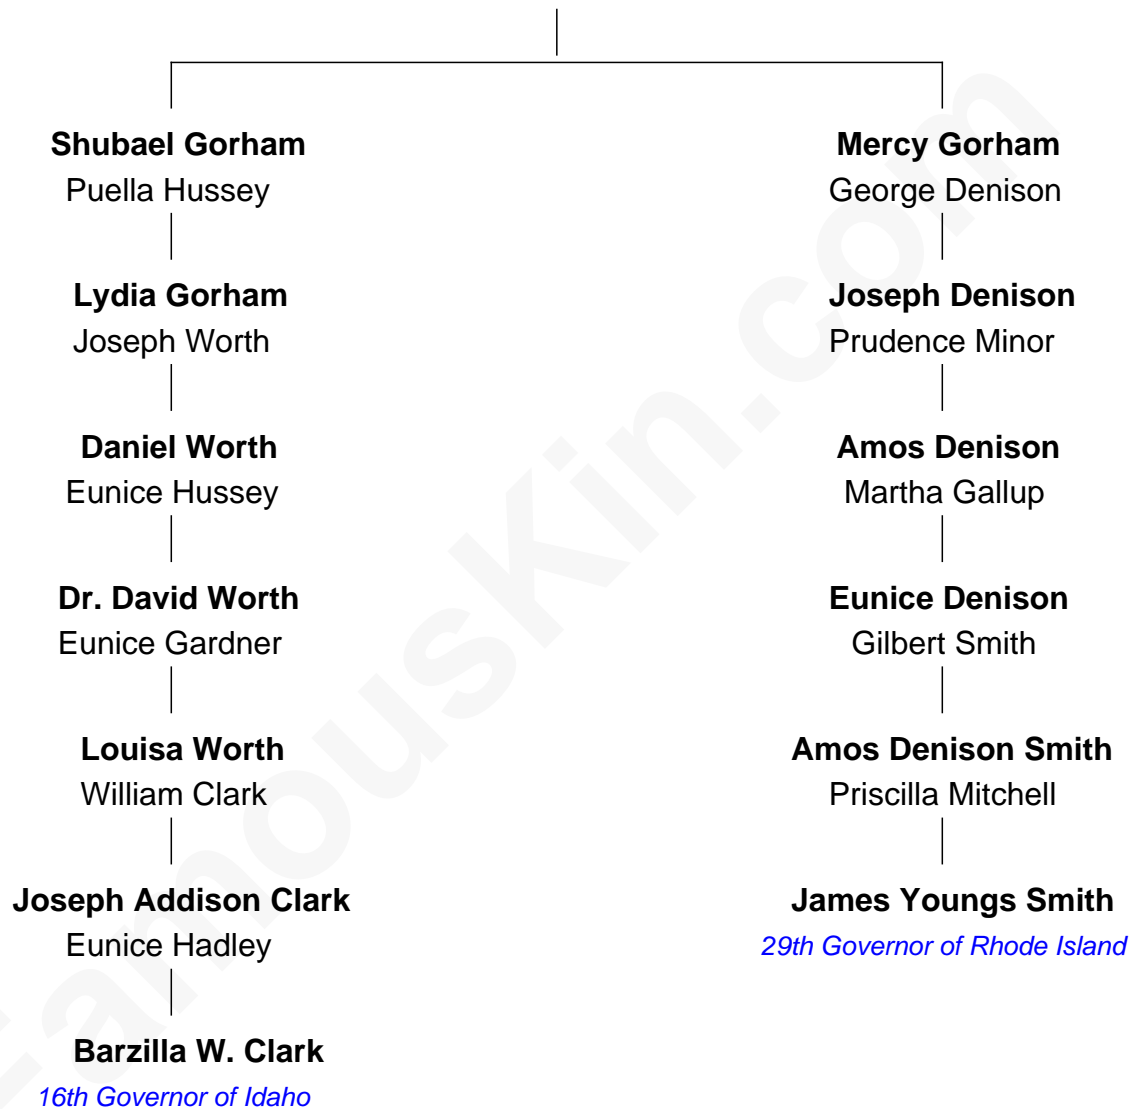 Shubael Gorham
Puella Hussey
Lydia Gorham
Joseph Worth
Daniel Worth
Eunice Hussey
Dr. David Worth
Eunice Gardner
Louisa Worth
William Clark
Joseph Addison Clark
Eunice Hadley
Barzilla W. Clark
16th Governor of Idaho
Mercy Gorham
George Denison
Joseph Denison
Prudence Minor
Amos Denison
Martha Gallup
Eunice Denison
Gilbert Smith
Amos Denison Smith
Priscilla Mitchell
James Youngs Smith
29th Governor of Rhode Island
FamousKin.com